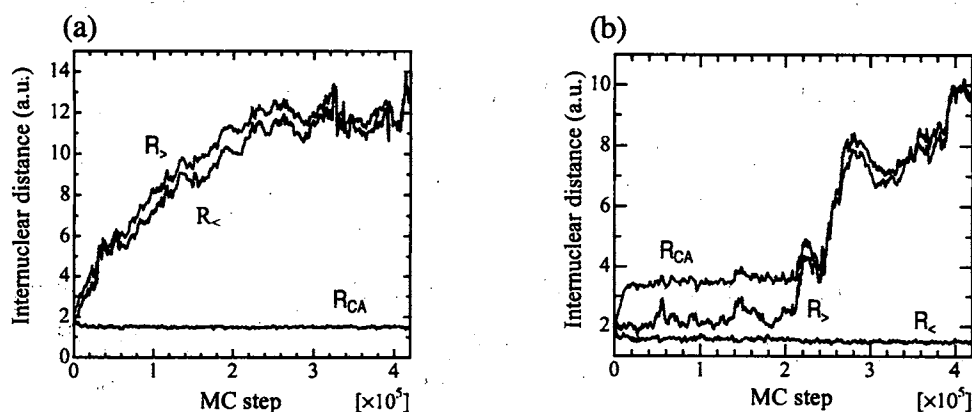 (a)
Internuclear distance (a.u.)
14
12
10
8
6
4
2
0
R>
R<
RCA
0 1 2 3 4
MC step [×10⁵]
(b)
Internuclear distance (a.u.)
10
8
6
4
2
RCA
R>
R<
0 1 2 3 4
MC step [×10⁵]